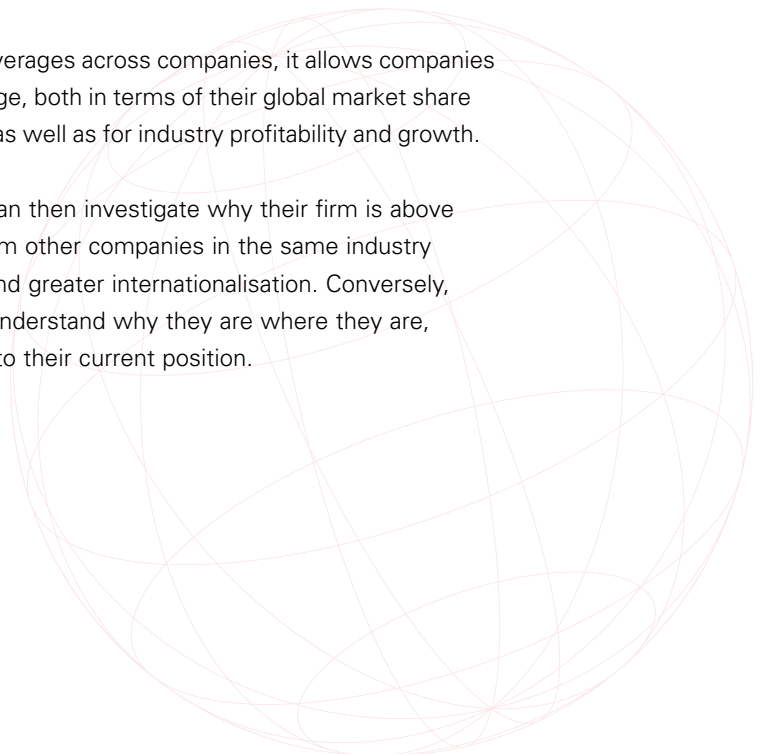 verages across companies, it allows companies
ge, both in terms of their global market share
as well as for industry profitability and growth.
an then investigate why their firm is above
m other companies in the same industry
nd greater internationalisation. Conversely,
nderstand why they are where they are,
to their current position.